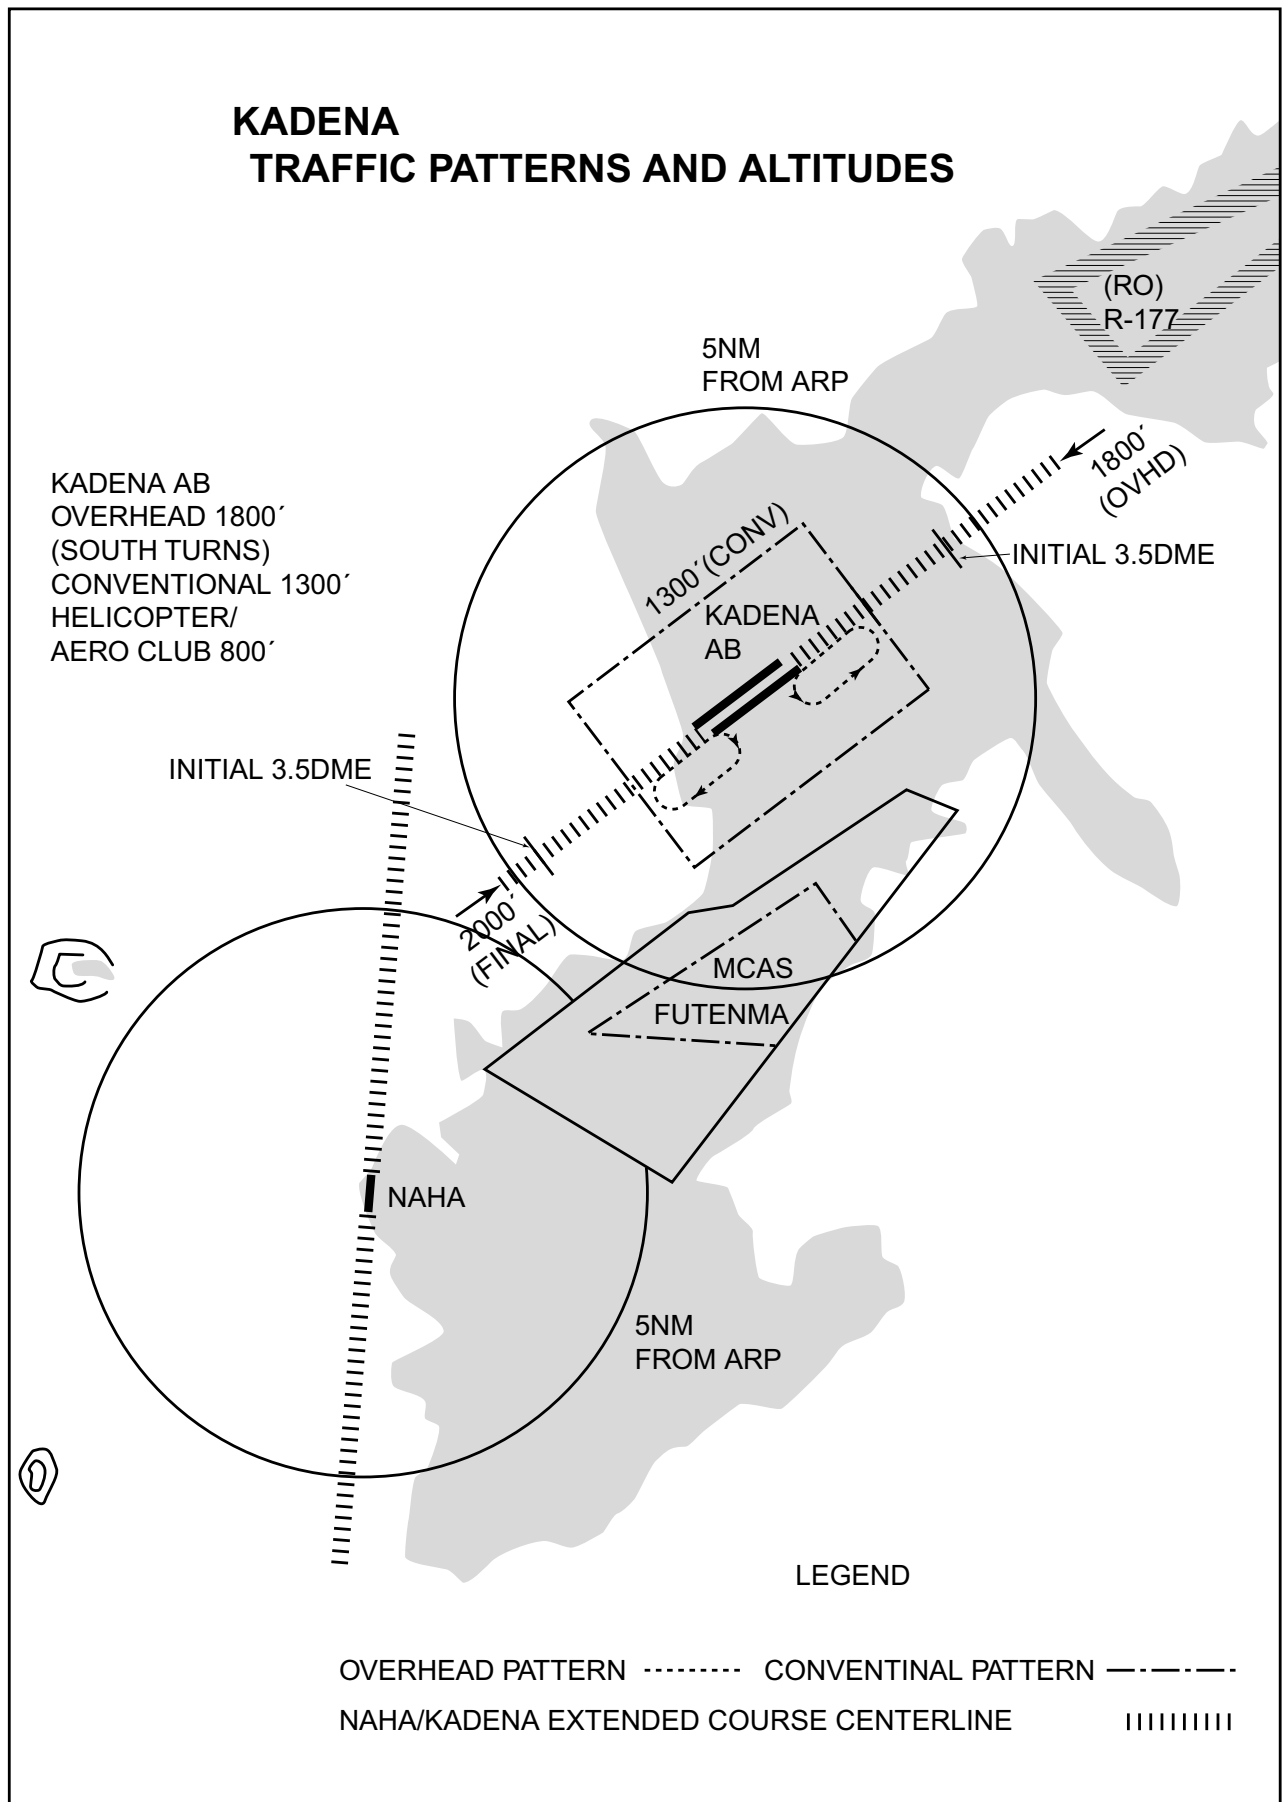 KADENA
TRAFFIC PATTERNS AND ALTITUDES
(RO)
R-177
5NM
FROM ARP
1800´
(OVHD)
KADENA AB
OVERHEAD 1800´
(SOUTH TURNS)
CONVENTIONAL 1300´
HELICOPTER/
AERO CLUB 800´
1300´(CONV)
INITIAL 3.5DME
KADENA
AB
INITIAL 3.5DME
2000´
(FINAL)
MCAS
FUTENMA
NAHA
5NM
FROM ARP
LEGEND
OVERHEAD PATTERN
CONVENTINAL PATTERN
NAHA/KADENA EXTENDED COURSE CENTERLINE